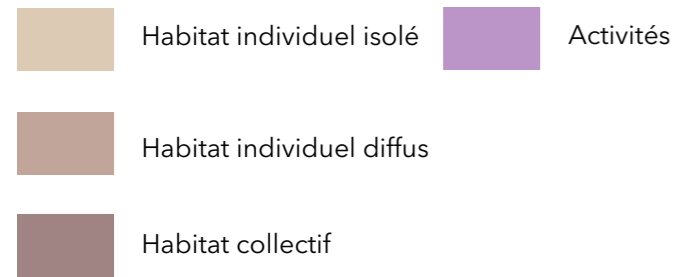 Habitat individuel isolé
Activités
Habitat individuel diffus
Habitat collectif